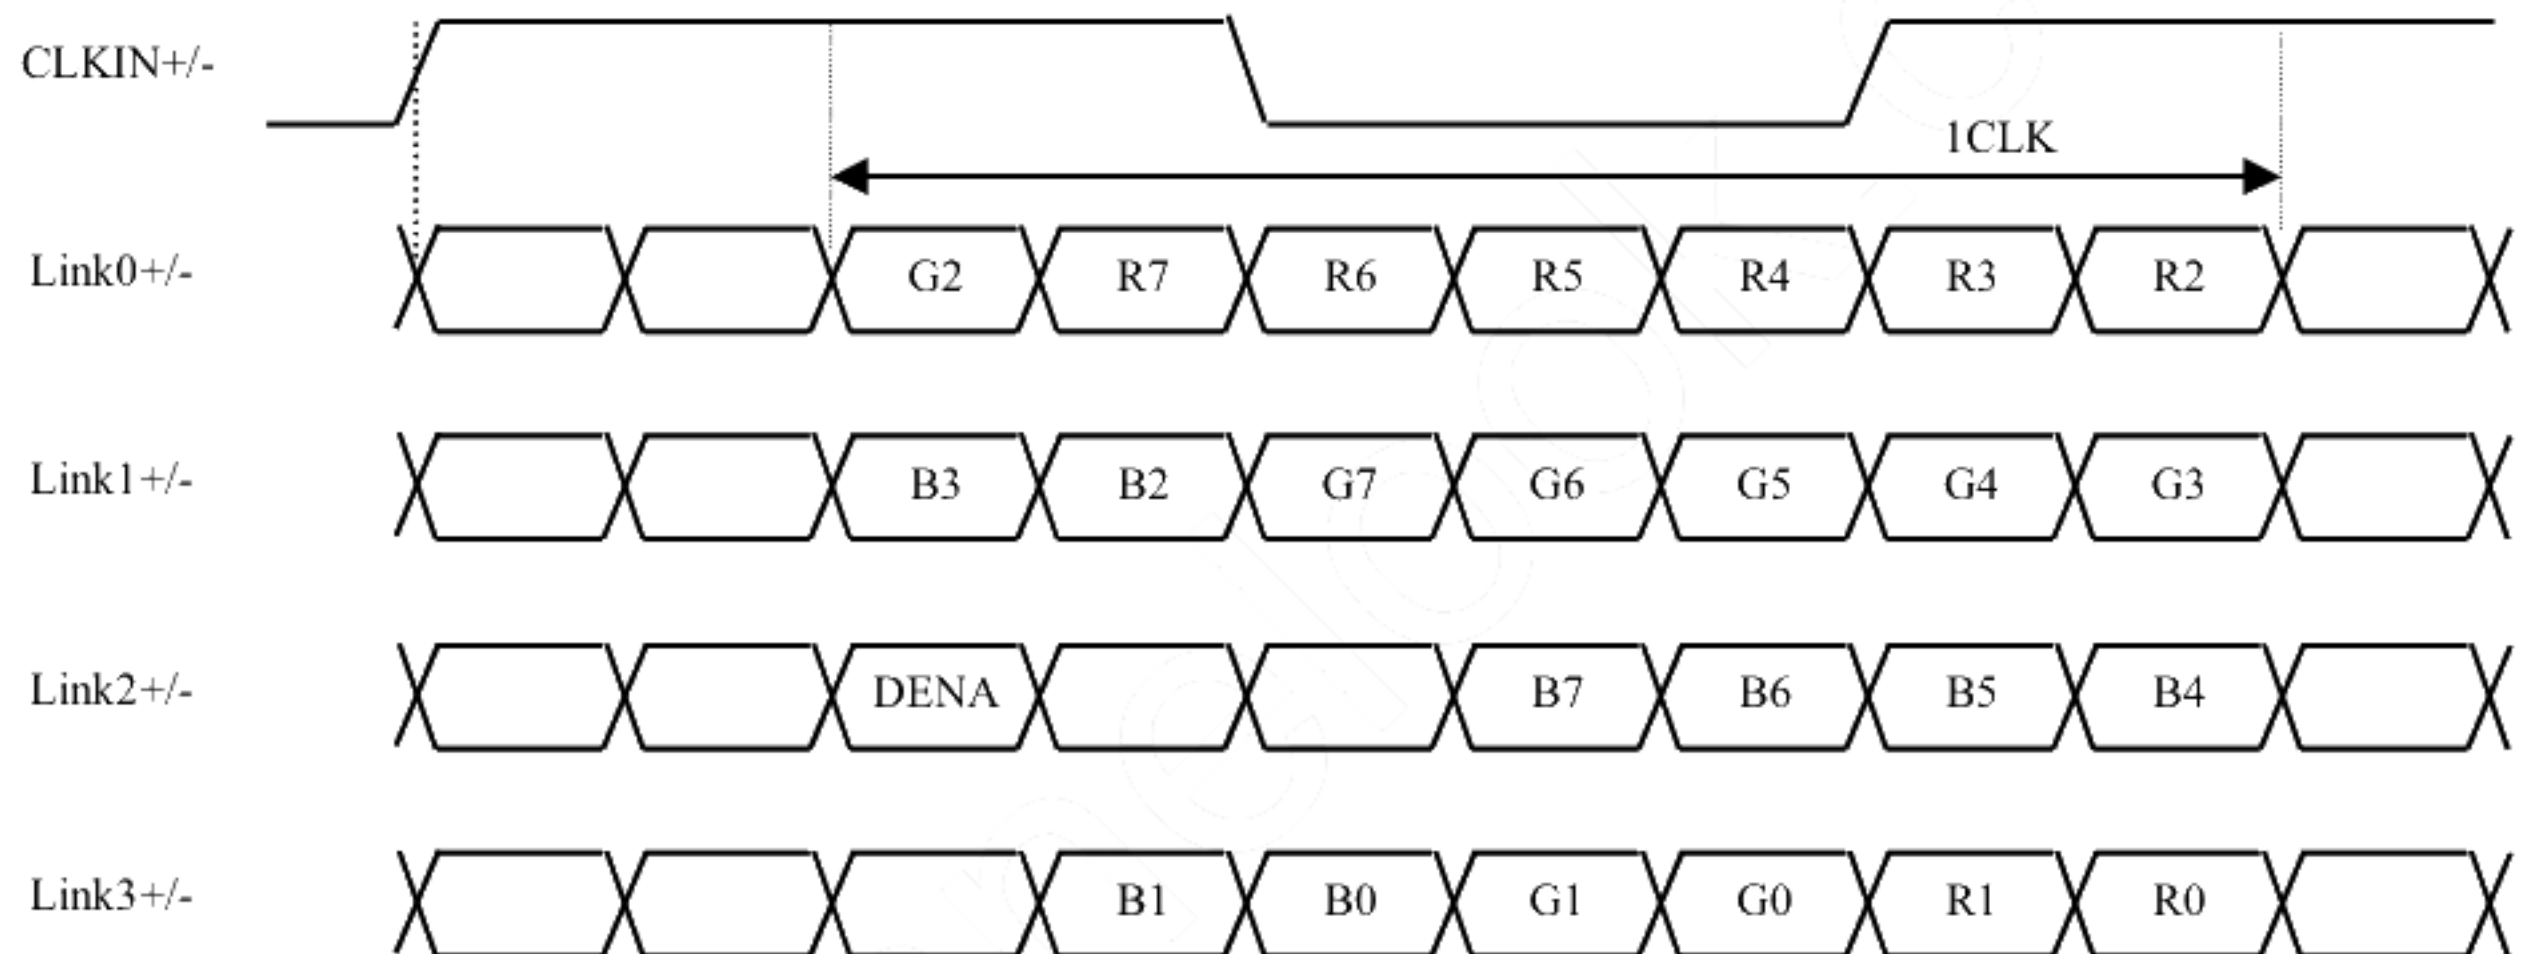 CLKIN+/-
1CLK
Link0+/- G2 R7 R6 R5 R4 R3 R2
Link1+/- B3 B2 G7 G6 G5 G4 G3
Link2+/- DENA B7 B6 B5 B4
Link3+/- B1 B0 G1 G0 R1 R0